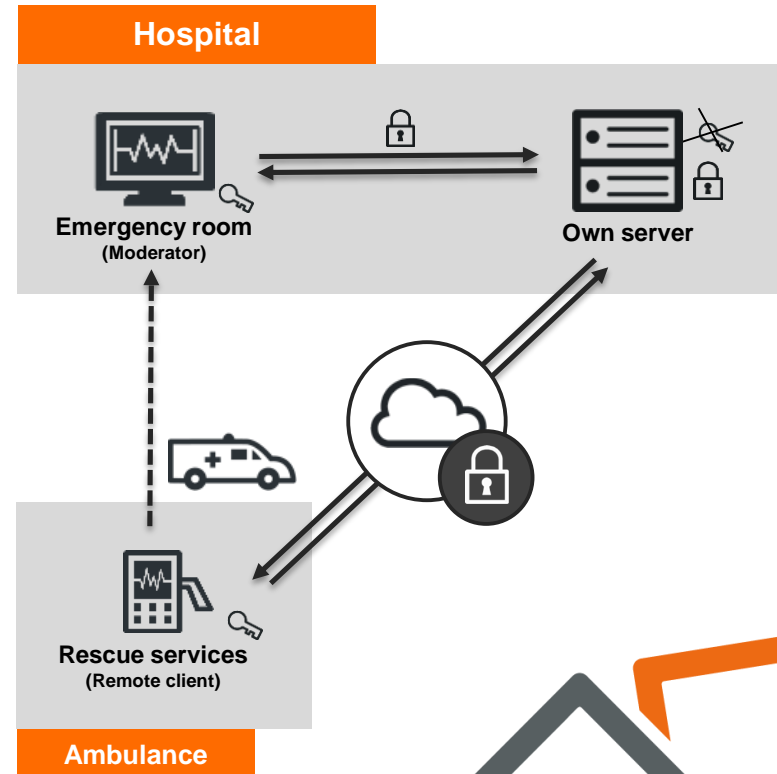 Hospital
Emergency room
(Moderator)
Own server
Rescue services
(Remote client)
Ambulance